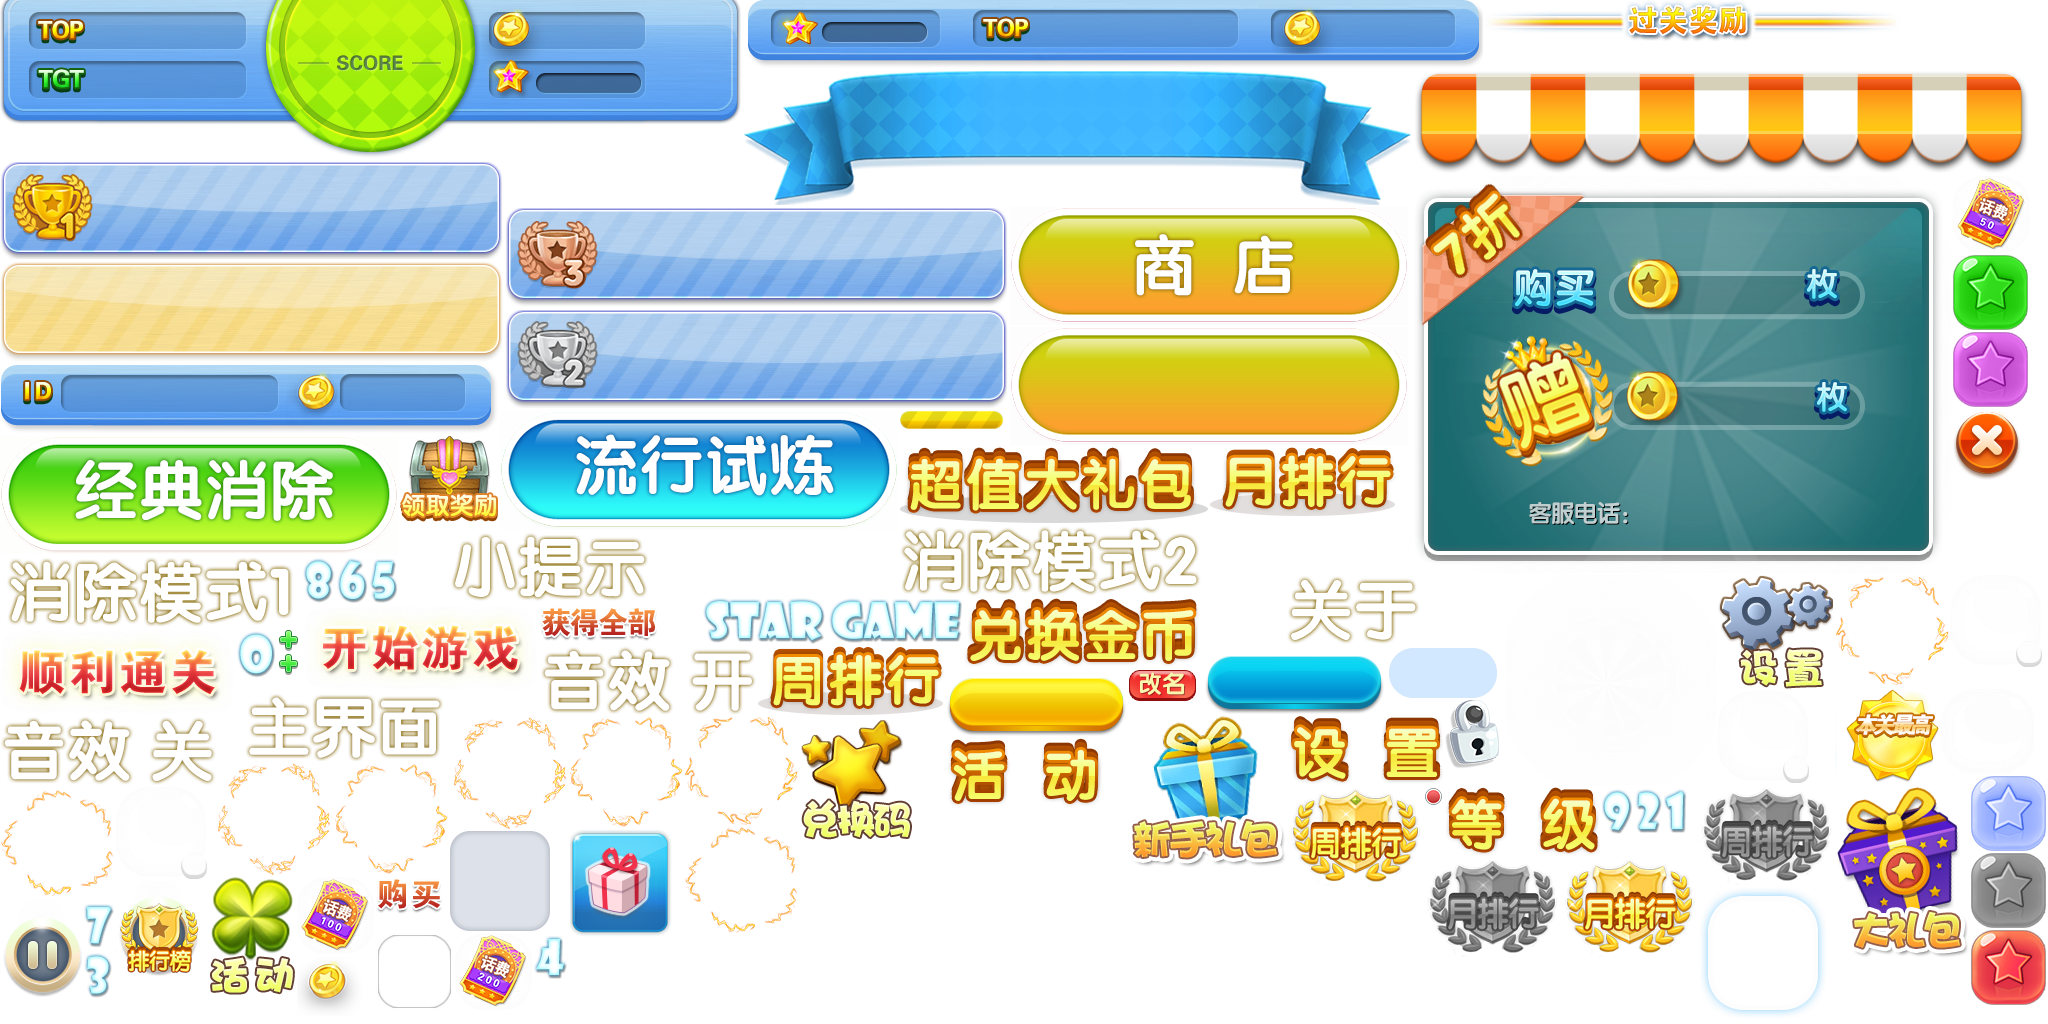 TOP
TGT
SCORE
TOP
过关奖励
1
3
2
商 店
7折
购买
枚
赠
枚
客服电话:
话费
50
ID
经典消除
领取奖励
流行试炼
超值大礼包
月排行
消除模式1
865
小提示
消除模式2
获得全部
STAR GAME
兑换金币
关于
顺利通关
0
++
开始游戏
音效 开
周排行
改名
设置
音效 关
主界面
兑换码
活 动
新手礼包
设 置
本关最高
周排行
等 级
921
周排行
月排行
月排行
大礼包
7
3
排行榜
活动
话费
100
购买
话费
200
4